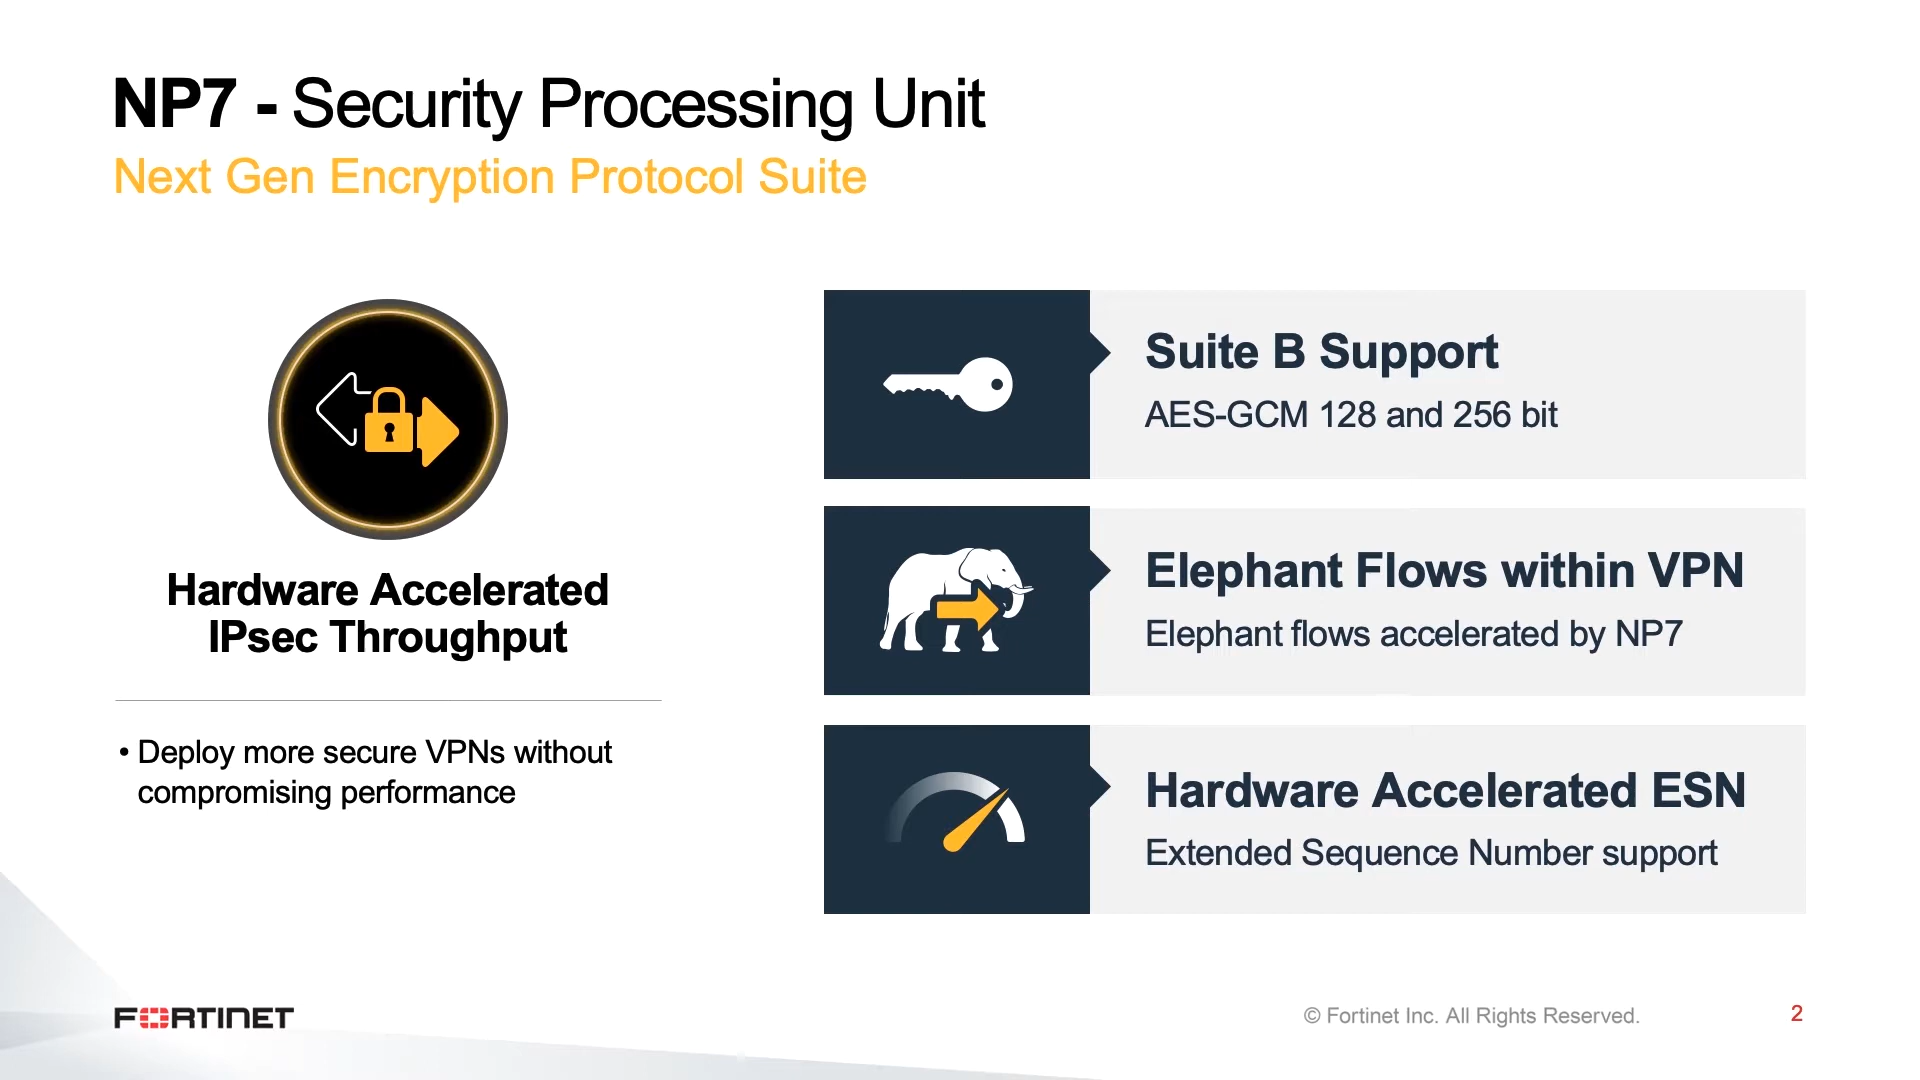 NP7 - Security Processing Unit
Next Gen Encryption Protocol Suite
Hardware Accelerated
IPsec Throughput
• Deploy more secure VPNs without
compromising performance
Suite B Support
AES-GCM 128 and 256 bit
Elephant Flows within VPN
Elephant flows accelerated by NP7
Hardware Accelerated ESN
Extended Sequence Number support
FORTINET
© Fortinet Inc. All Rights Reserved.
2